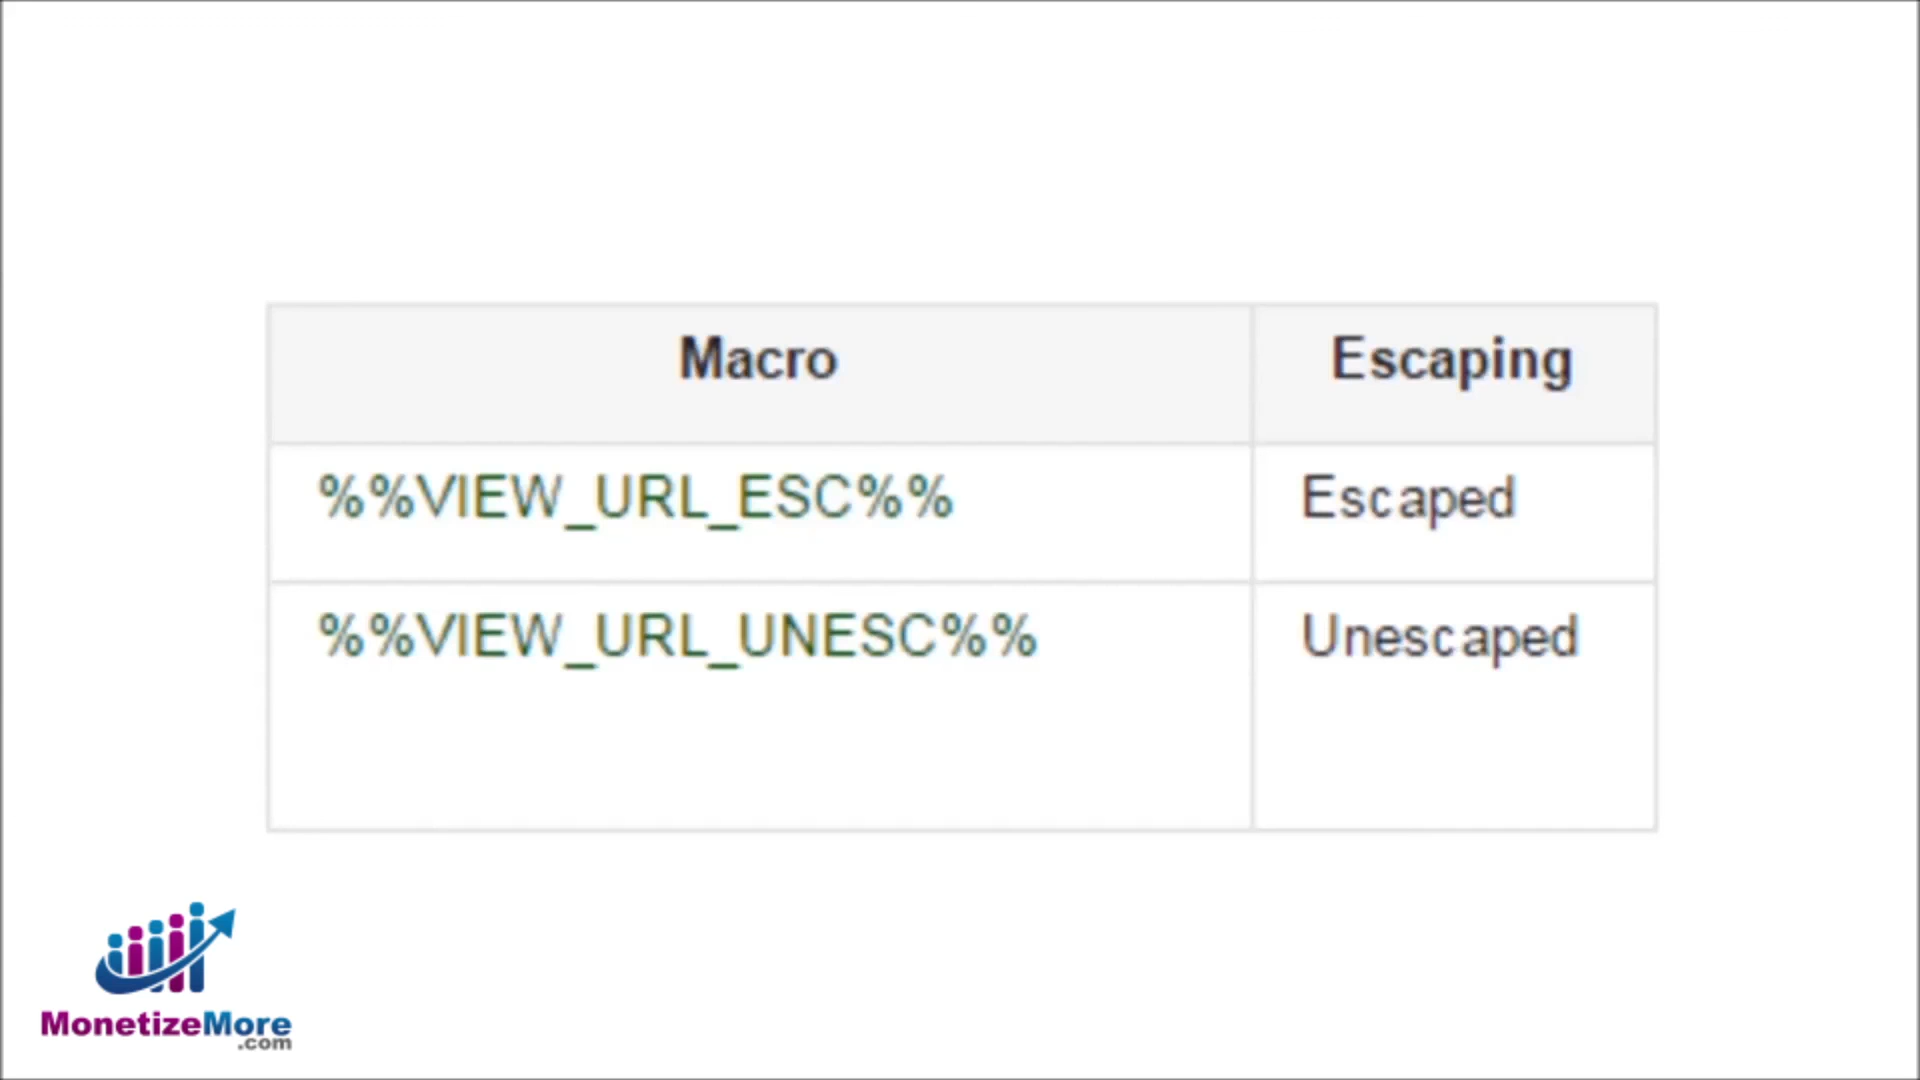 Macro Escaping
%%VIEW_URL_ESC%% Escaped
%%VIEW_URL_UNESC%% Unescaped
MonetizeMore
.com